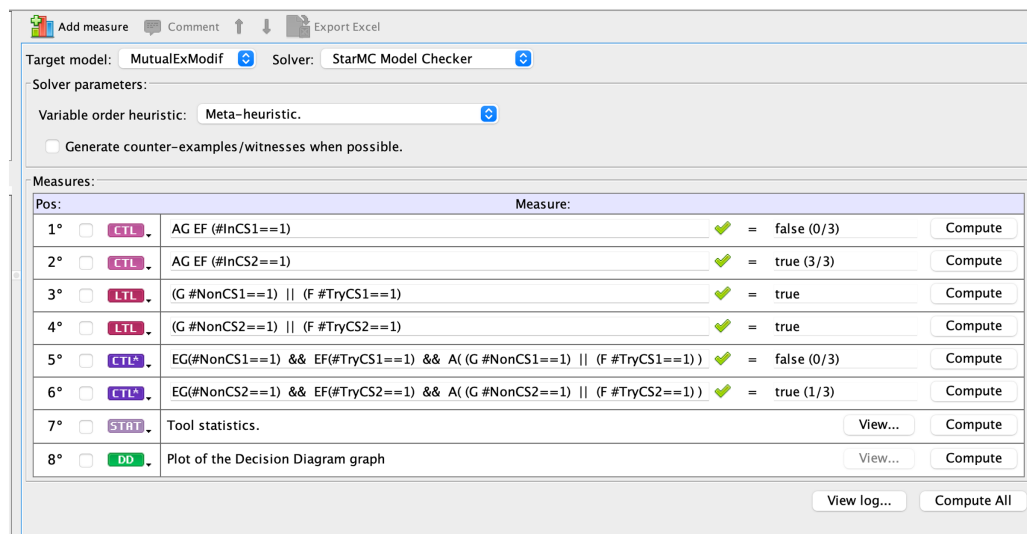 Add measure Comment Export Excel
Target model: MutualExModif Solver: StarMC Model Checker
Solver parameters:
Variable order heuristic: Meta-heuristic.
Generate counter-examples/witnesses when possible.
Measures:
Pos: Measure:
1° CTL AG EF (#InCS1==1) = false (0/3) Compute
2° CTL AG EF (#InCS2==1) = true (3/3) Compute
3° LTL (G #NonCS1==1) || (F #TryCS1==1) = true Compute
4° LTL (G #NonCS2==1) || (F #TryCS2==1) = true Compute
5° CTL* EG(#NonCS1==1) && EF(#TryCS1==1) && A( (G #NonCS1==1) || (F #TryCS1==1) ) = false (0/3) Compute
6° CTL* EG(#NonCS2==1) && EF(#TryCS2==1) && A( (G #NonCS2==1) || (F #TryCS2==1) ) = true (1/3) Compute
7° STAT Tool statistics. View... Compute
8° DD Plot of the Decision Diagram graph View... Compute
View log... Compute All